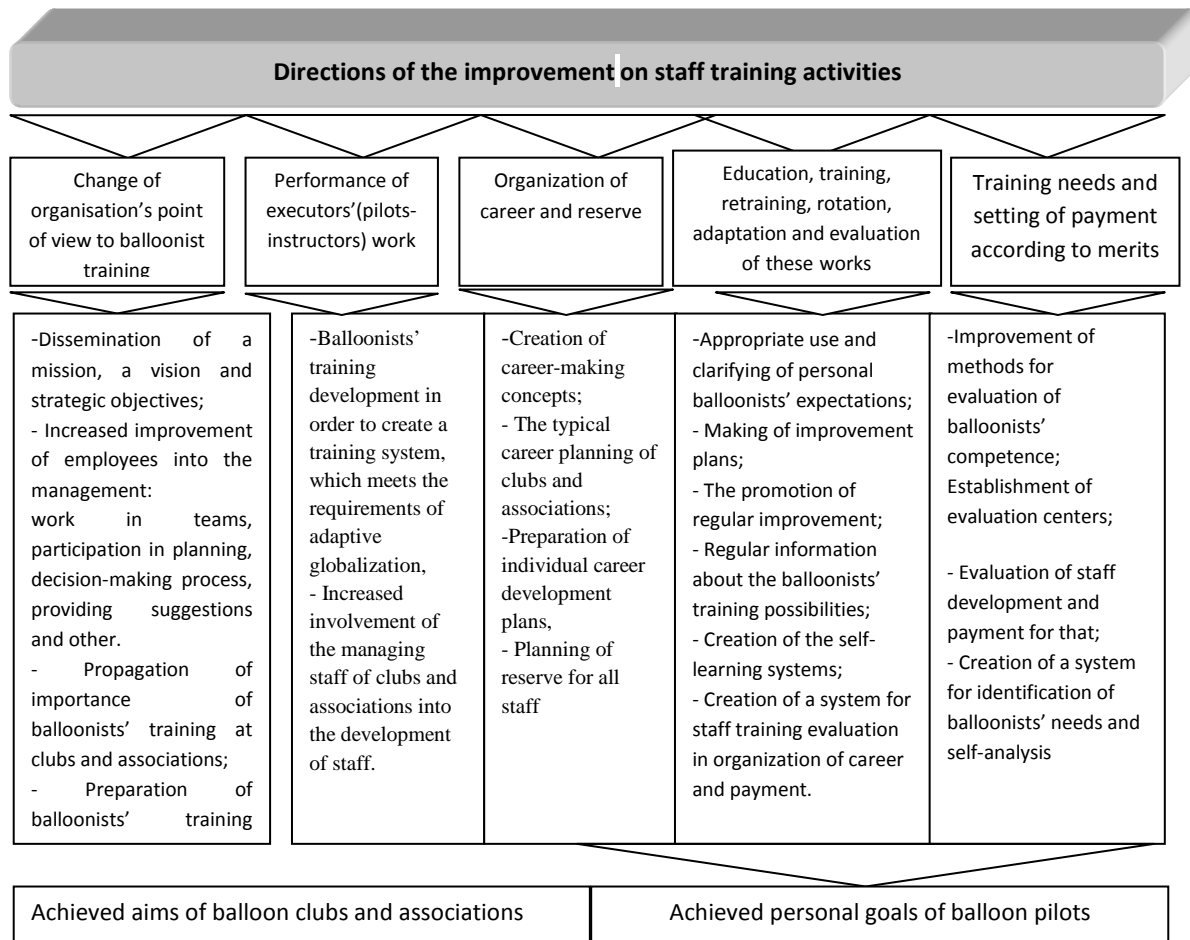 Directions of the improvement on staff training activities
Change of
organisation's point
of view to balloonist
training
Performance of
executors'(pilots-
instructors) work
Organization of
career and reserve
Education, training,
retraining, rotation,
adaptation and evaluation
of these works
Training needs and
setting of payment
according to merits
-Dissemination of a
mission, a vision and
strategic objectives;
- Increased improvement
of employees into the
management:
work in teams,
participation in planning,
decision-making process,
providing suggestions
and other.
- Propagation of
importance of
balloonists' training at
clubs and associations;
- Preparation of
balloonists' training
-Balloonists'
training
development in
order to create a
training system,
which meets the
requirements of
adaptive
globalization,
- Increased
involvement of
the managing
staff of clubs and
associations into
the development
of staff.
-Creation of
career-making
concepts;
- The typical
career planning of
clubs and
associations;
-Preparation of
individual career
development
plans,
- Planning of
reserve for all
staff
-Appropriate use and
clarifying of personal
balloonists' expectations;
- Making of improvement
plans;
- The promotion of
regular improvement;
- Regular information
about the balloonists'
training possibilities;
- Creation of the self-
learning systems;
- Creation of a system for
staff training evaluation
in organization of career
and payment.
-Improvement of
methods for
evaluation of
balloonists'
competence;
Establishment of
evaluation centers;
- Evaluation of staff
development and
payment for that;
- Creation of a system
for identification of
balloonists' needs and
self-analysis
Achieved aims of balloon clubs and associations
Achieved personal goals of balloon pilots